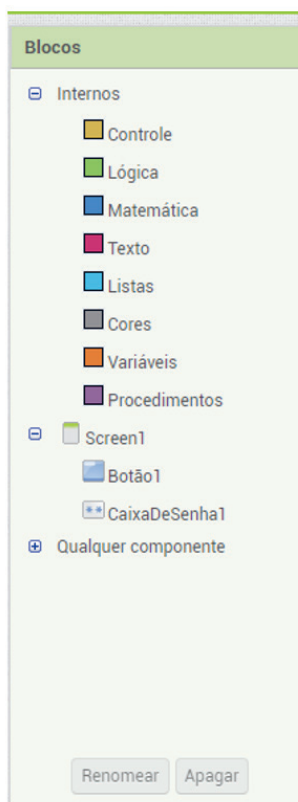 Blocos
Internos
Controle
Lógica
Matemática
Texto
Listas
Cores
Variáveis
Procedimentos
Screen1
Botão1
CaixaDeSenha1
Qualquer componente
Renomear Apagar